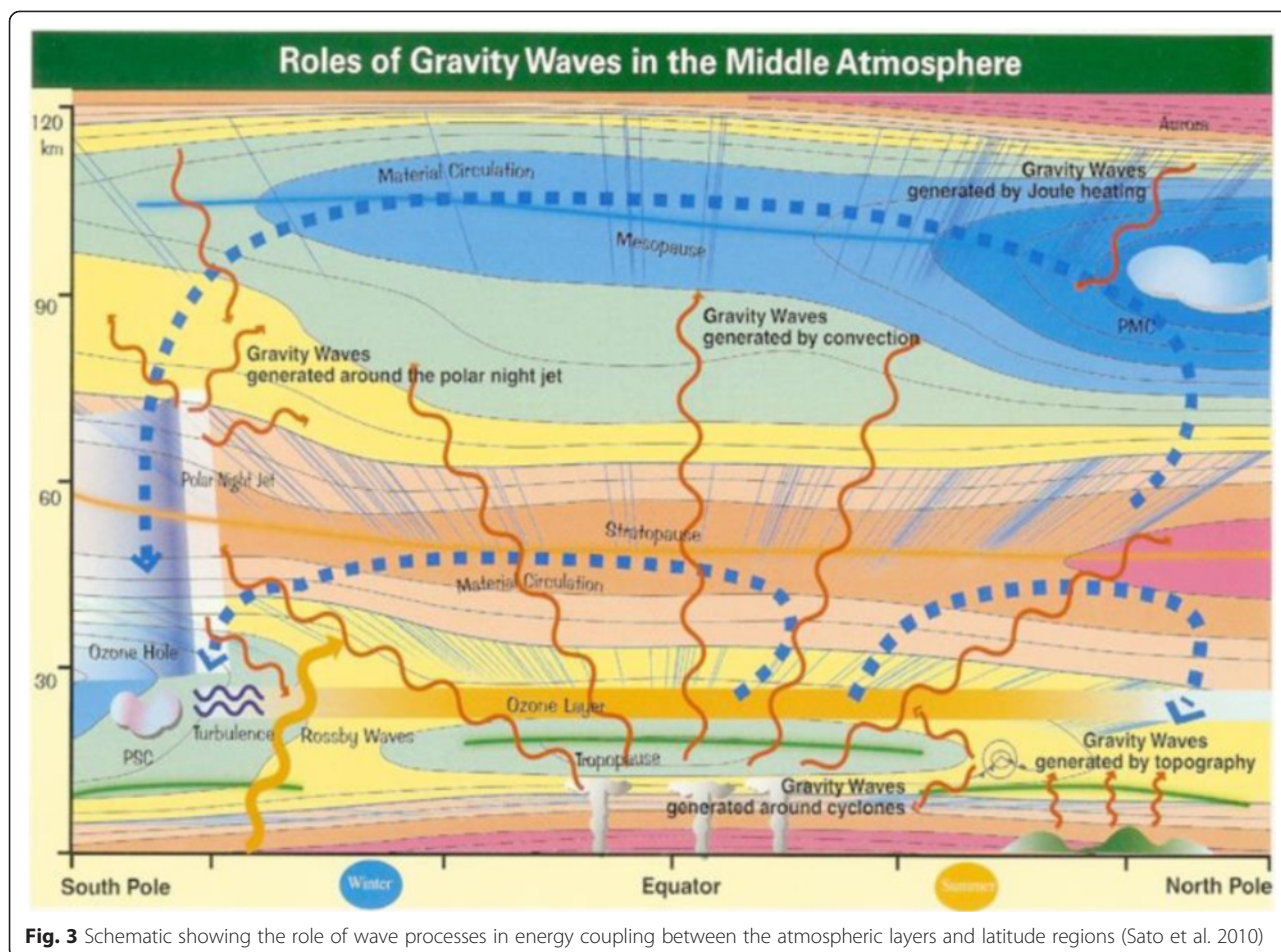 Roles of Gravity Waves in the Middle Atmosphere
120
km
Aurora
Material Circulation
Gravity Waves
generated by Joule heating
Mesopause
90
Gravity Waves
generated by convection
PMC
Gravity Waves
generated around the polar night jet
60
Polar Night Jet
Stratopause
Material Circulation
Ozone Hole
30
Ozone Layer
Turbulence
Rossby Waves
PSC
Tropopause
Gravity Waves
generated by topography
Gravity Waves
generated around cyclones
South Pole
Winter
Equator
Summer
North Pole
Fig. 3 Schematic showing the role of wave processes in energy coupling between the atmospheric layers and latitude regions (Sato et al. 2010)